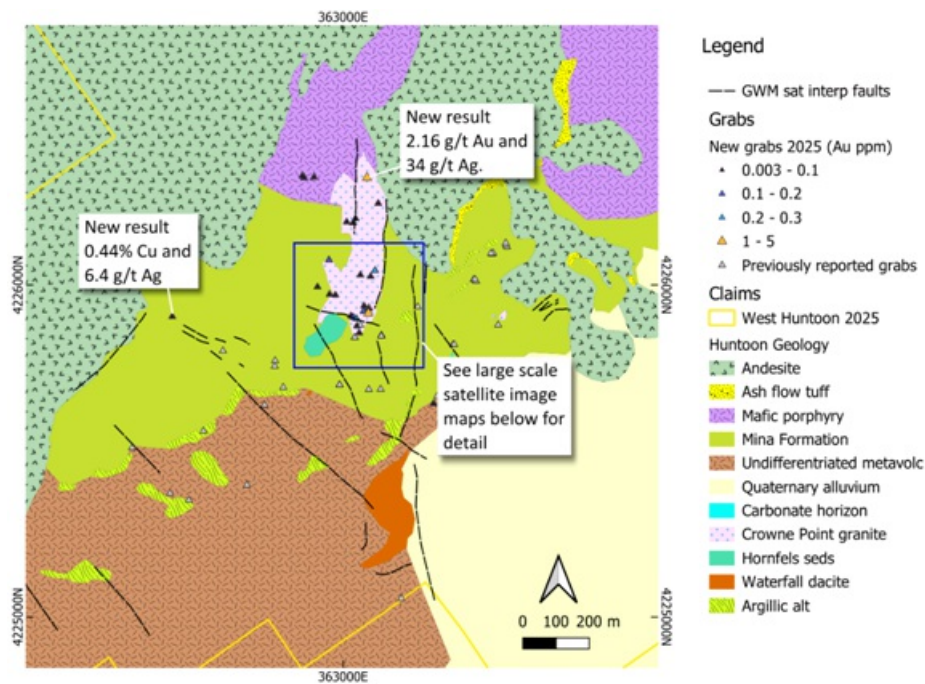 363000E
New result
2.16 g/t Au and
34 g/t Ag.
New result
0.44% Cu and
6.4 g/t Ag
4226000N
4226000N
See large scale
satellite image
maps below for
detail
4225000N
4225000N
0 100 200 m
363000E
Legend
GWM sat interp faults
Grabs
New grabs 2025 (Au ppm)
0.003 - 0.1
0.1 - 0.2
0.2 - 0.3
1 - 5
Previously reported grabs
Claims
West Huntoon 2025
Huntoon Geology
Andesite
Ash flow tuff
Mafic porphyry
Mina Formation
Undifferentriated metavolc
Quaternary alluvium
Carbonate horizon
Crowne Point granite
Hornfels seds
Waterfall dacite
Argillic alt